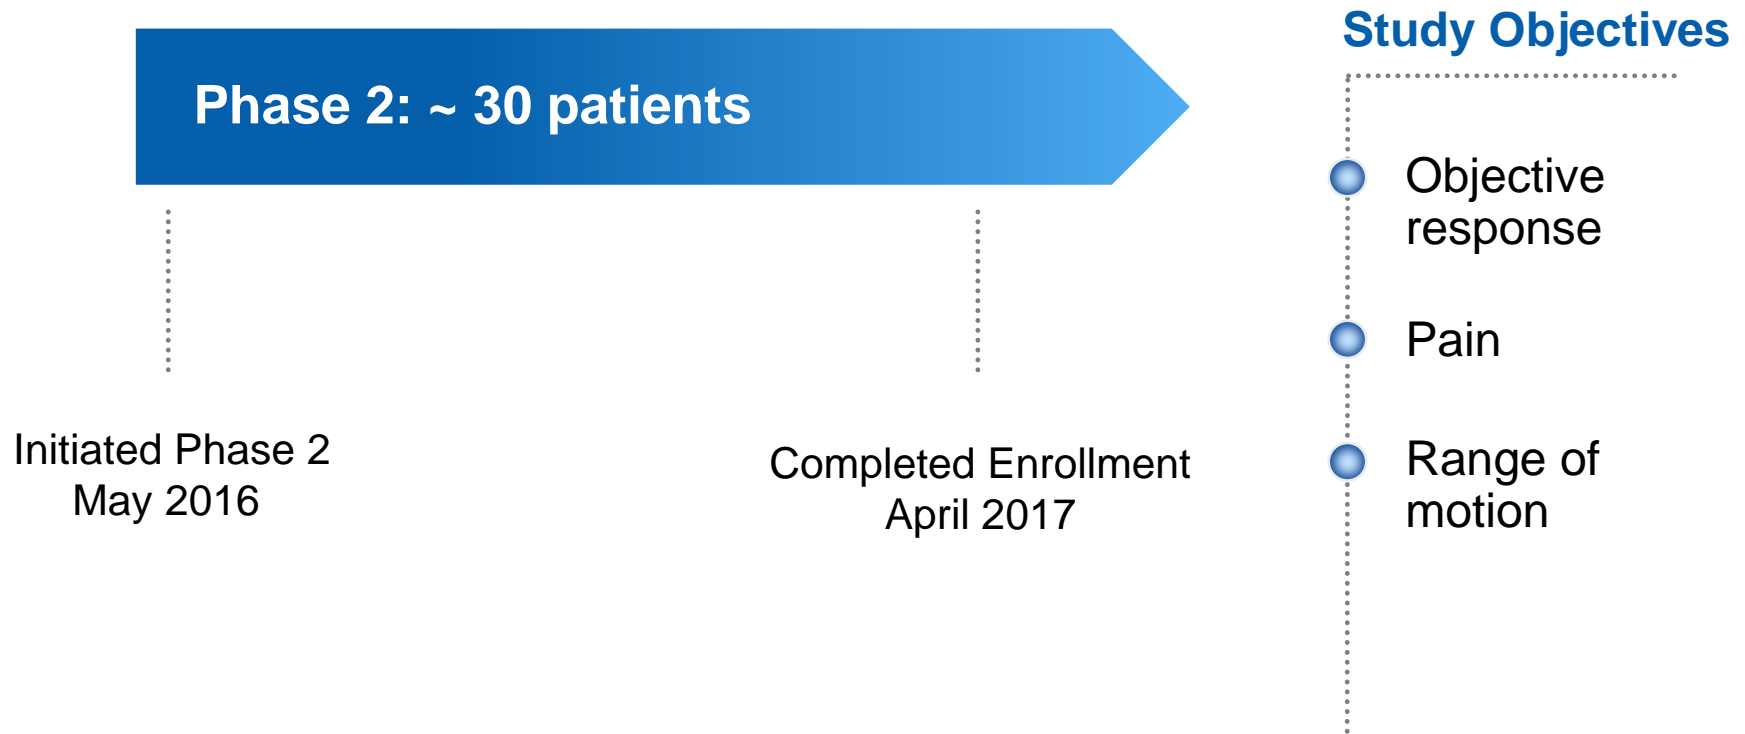 Phase 2: ~ 30 patients
Initiated Phase 2
May 2016
Completed Enrollment
April 2017
Study Objectives
Objective
response
Pain
Range of
motion